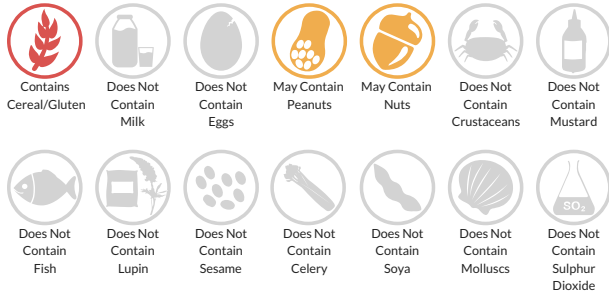 Contains
Cereal/Gluten
Does Not
Contain
Milk
Does Not
Contain
Eggs
May Contain
Peanuts
May Contain
Nuts
Does Not
Contain
Crustaceans
Does Not
Contain
Mustard
Does Not
Contain
Fish
Does Not
Contain
Lupin
Does Not
Contain
Sesame
Does Not
Contain
Celery
Does Not
Contain
Soya
Does Not
Contain
Molluscs
SO₂
Does Not
Contain
Sulphur
Dioxide